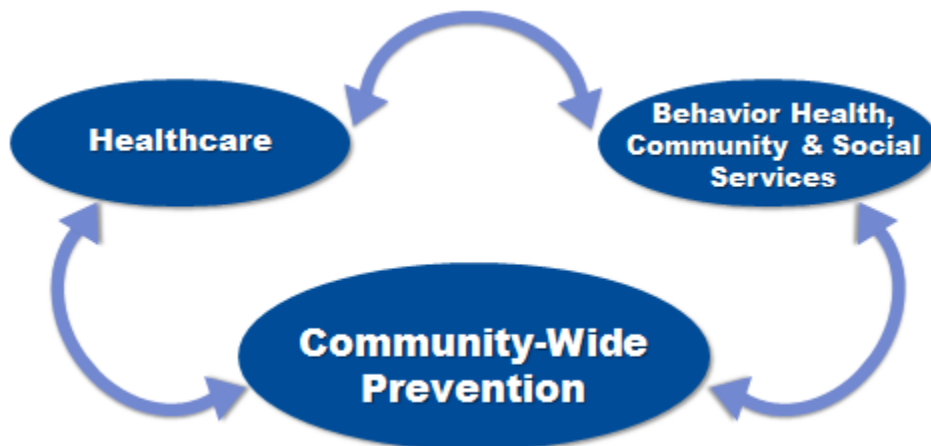 Healthcare
Behavior Health,
Community & Social
Services
Community-Wide
Prevention